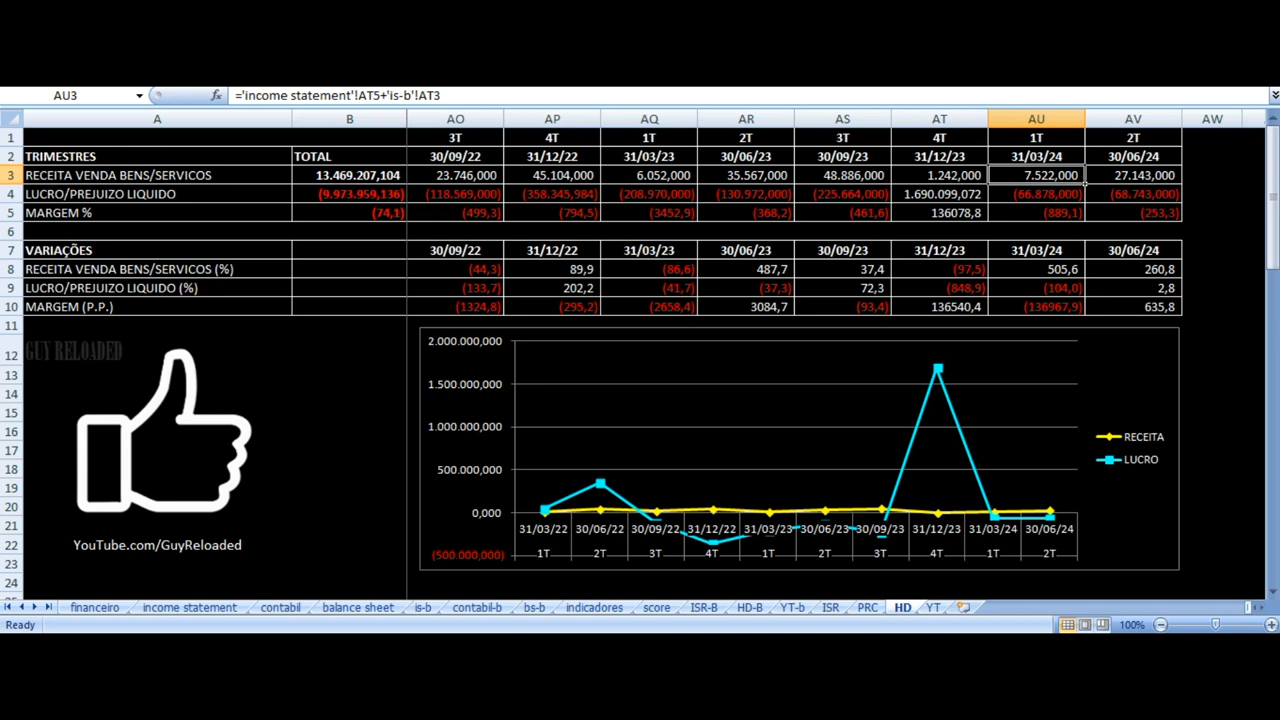 AU3 fx ='income statement'!AT5+'is-b'!AT3
A B AO AP AQ AR AS AT AU AV AW
1 3T 4T 1T 2T 3T 4T 1T 2T
2 TRIMESTRES TOTAL 30/09/22 31/12/22 31/03/23 30/06/23 30/09/23 31/12/23 31/03/24 30/06/24
3 RECEITA VENDA BENS/SERVICOS 13.469.207,104 23.746,000 45.104,000 6.052,000 35.567,000 48.886,000 1.242,000 7.522,000 27.143,000
4 LUCRO/PREJUIZO LIQUIDO (9.973.959,136) (118.569,000) (358.345,984) (208.970,000) (130.972,000) (225.664,000) 1.690.099,072 (66.878,000) (68.743,000)
5 MARGEM % (74,1) (499,3) (794,5) (3452,9) (368,2) (461,6) 136078,8 (889,1) (253,3)
6
7 VARIAÇÕES 30/09/22 31/12/22 31/03/23 30/06/23 30/09/23 31/12/23 31/03/24 30/06/24
8 RECEITA VENDA BENS/SERVICOS (%) (44,3) 89,9 (86,6) 487,7 37,4 (97,5) 505,6 260,8
9 LUCRO/PREJUIZO LIQUIDO (%) (133,7) 202,2 (41,7) (37,3) 72,3 (848,9) (104,0) 2,8
10 MARGEM (P.P.) (1324,8) (295,2) (2658,4) 3084,7 (93,4) 136540,4 (136967,9) 635,8
11
12 GUY RELOADED
13
14
15
16
17
18
19
20
21
22
23
24
YouTube.com/GuyReloaded
2.000.000,000
1.500.000,000
1.000.000,000
500.000,000
0,000
(500.000,000)
31/03/22 30/06/22 30/09/22 31/12/22 31/03/23 30/06/23 30/09/23 31/12/23 31/03/24 30/06/24
1T 2T 3T 4T 1T 2T 3T 4T 1T 2T
RECEITA
LUCRO
financeiro income statement contabil balance sheet is-b contabil-b bs-b indicadores score ISR-B HD-B YT-b ISR PRC HD YT
Ready 100%